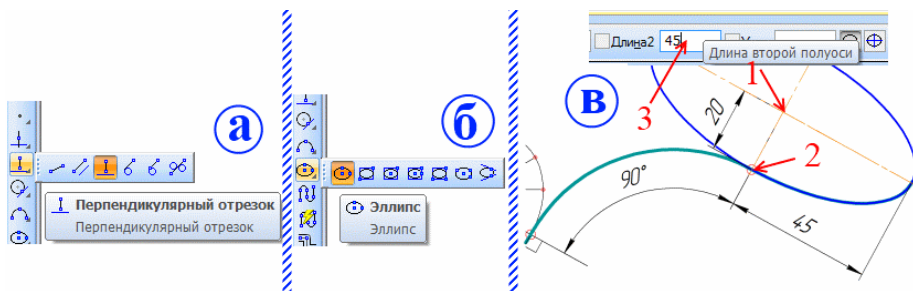 а
Перпендикулярный отрезок
Перпендикулярный отрезок
б
Эллипс
Эллипс
в
Длина2 45
Длина второй полуоси
1
3
20
2
90°
45